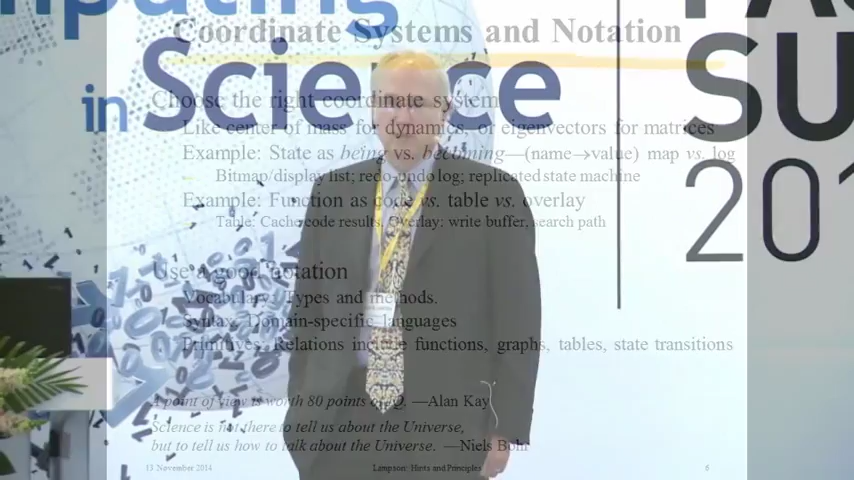 mputing
in Science
FAC
SU
201
Coordinate Systems and Notation
Choose the right coordinate system
Like center of mass for dynamics, or eigenvectors for matrices
Example: State as being vs. becoming—(name→value) map vs. log
Bitmap/display list; redo-undo log; replicated state machine
Example: Function as code vs. table vs. overlay
Table: Cache code results. Overlay: write buffer, search path
Use a good notation
Vocabulary: Types and methods.
Syntax: Domain-specific languages
Primitives: Relations include functions, graphs, tables, state transitions
A point of view is worth 80 points of IQ. —Alan Kay
Science is not there to tell us about the Universe,
but to tell us how to talk about the Universe. —Niels Bohr
13 November 2014
Lampson: Hints and Principles
6